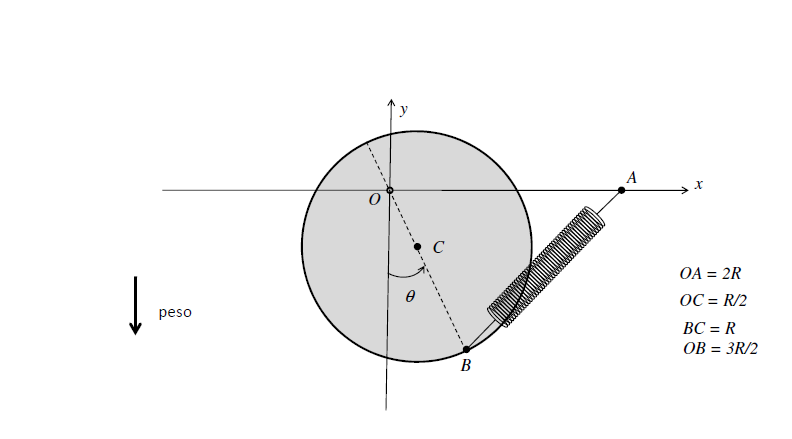 y
A
x
O
C
OA = 2R
θ
OC = R/2
peso
BC = R
OB = 3R/2
B